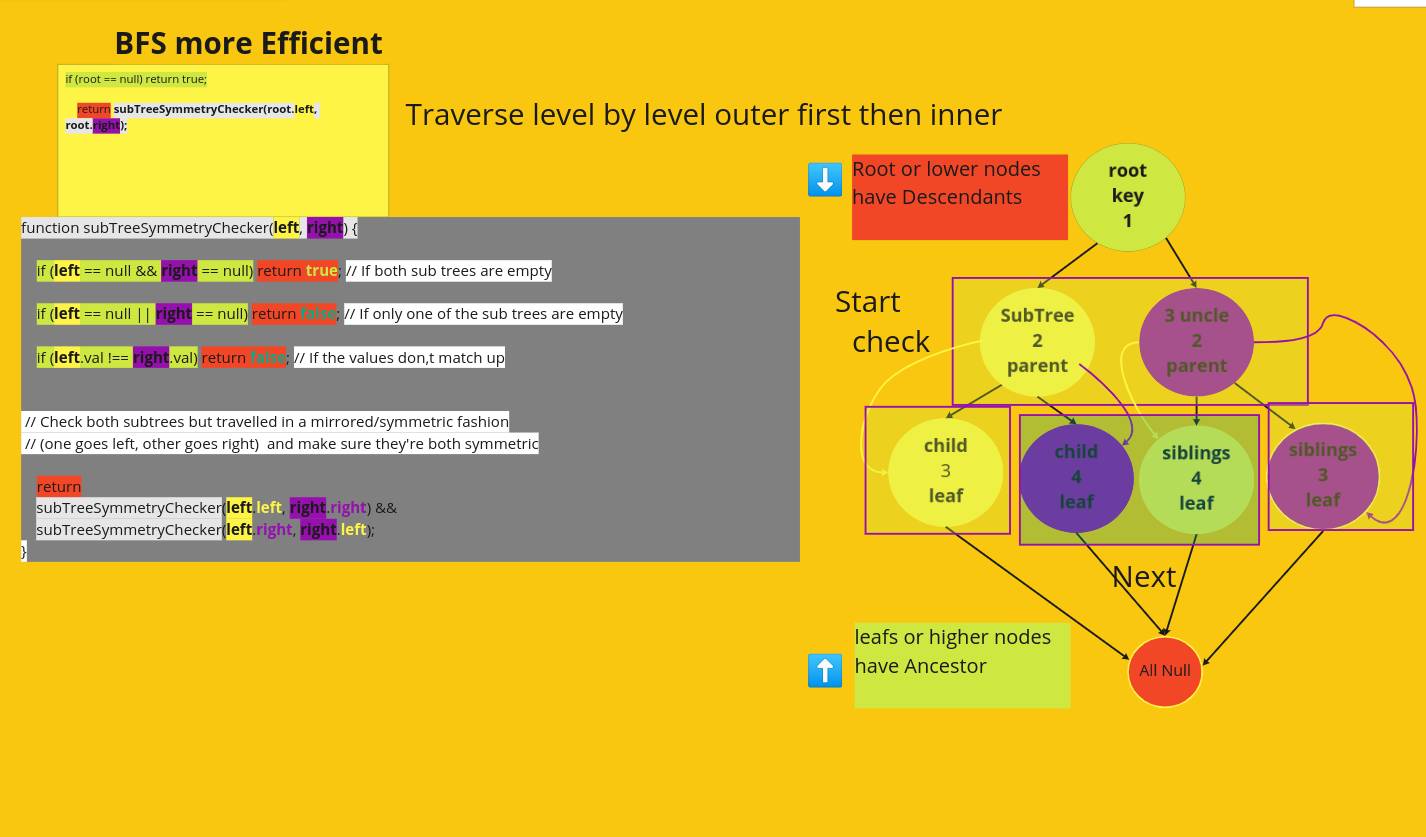 BFS more Efficient
if (root == null) return true;
return subTreeSymmetryChecker(root.left,
root.right);
Traverse level by level outer first then inner
function subTreeSymmetryChecker(left, right) {
if (left == null && right == null) return true; // If both sub trees are empty
if (left == null || right == null) return false; // If only one of the sub trees are empty
if (left.val !== right.val) return false; // If the values don,t match up
// Check both subtrees but travelled in a mirrored/symmetric fashion
// (one goes left, other goes right) and make sure they're both symmetric
return
subTreeSymmetryChecker(left.left, right.right) &&
subTreeSymmetryChecker(left.right, right.left);
}
Root or lower nodes
have Descendants
root
key
1
Start
check
SubTree
2
parent
3 uncle
2
parent
child
3
leaf
child
4
leaf
siblings
4
leaf
siblings
3
leaf
Next
leafs or higher nodes
have Ancestor
All Null